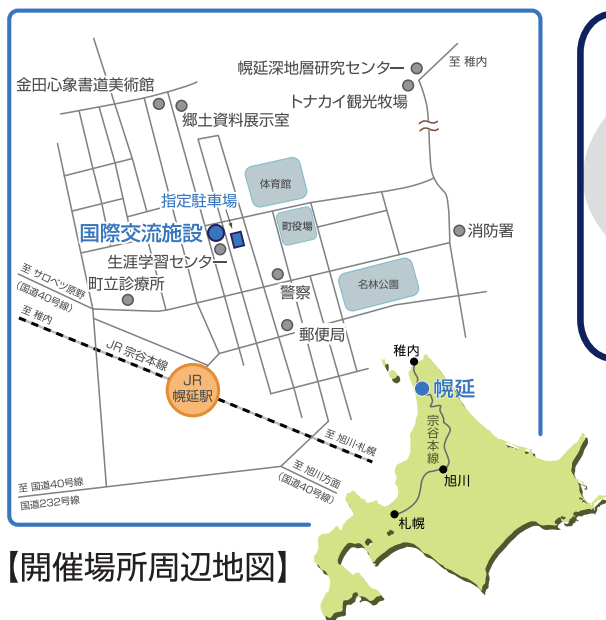 幌延深地層研究センター
至 稚内
金田心象書道美術館
トナカイ観光牧場
郷土資料展示室
体育館
指定駐車場
町役場
国際交流施設
消防署
生涯学習センター
至 サロベツ原野
(国道40号線)
町立診療所
警察
名林公園
至 稚内
郵便局
JR 宗谷本線
稚内
JR
幌延駅
幌延
宗谷本線
至 旭川・札幌
至 旭川方面
(国道40号線)
旭川
至 国道40号線
国道232号線
札幌
【開催場所周辺地図】